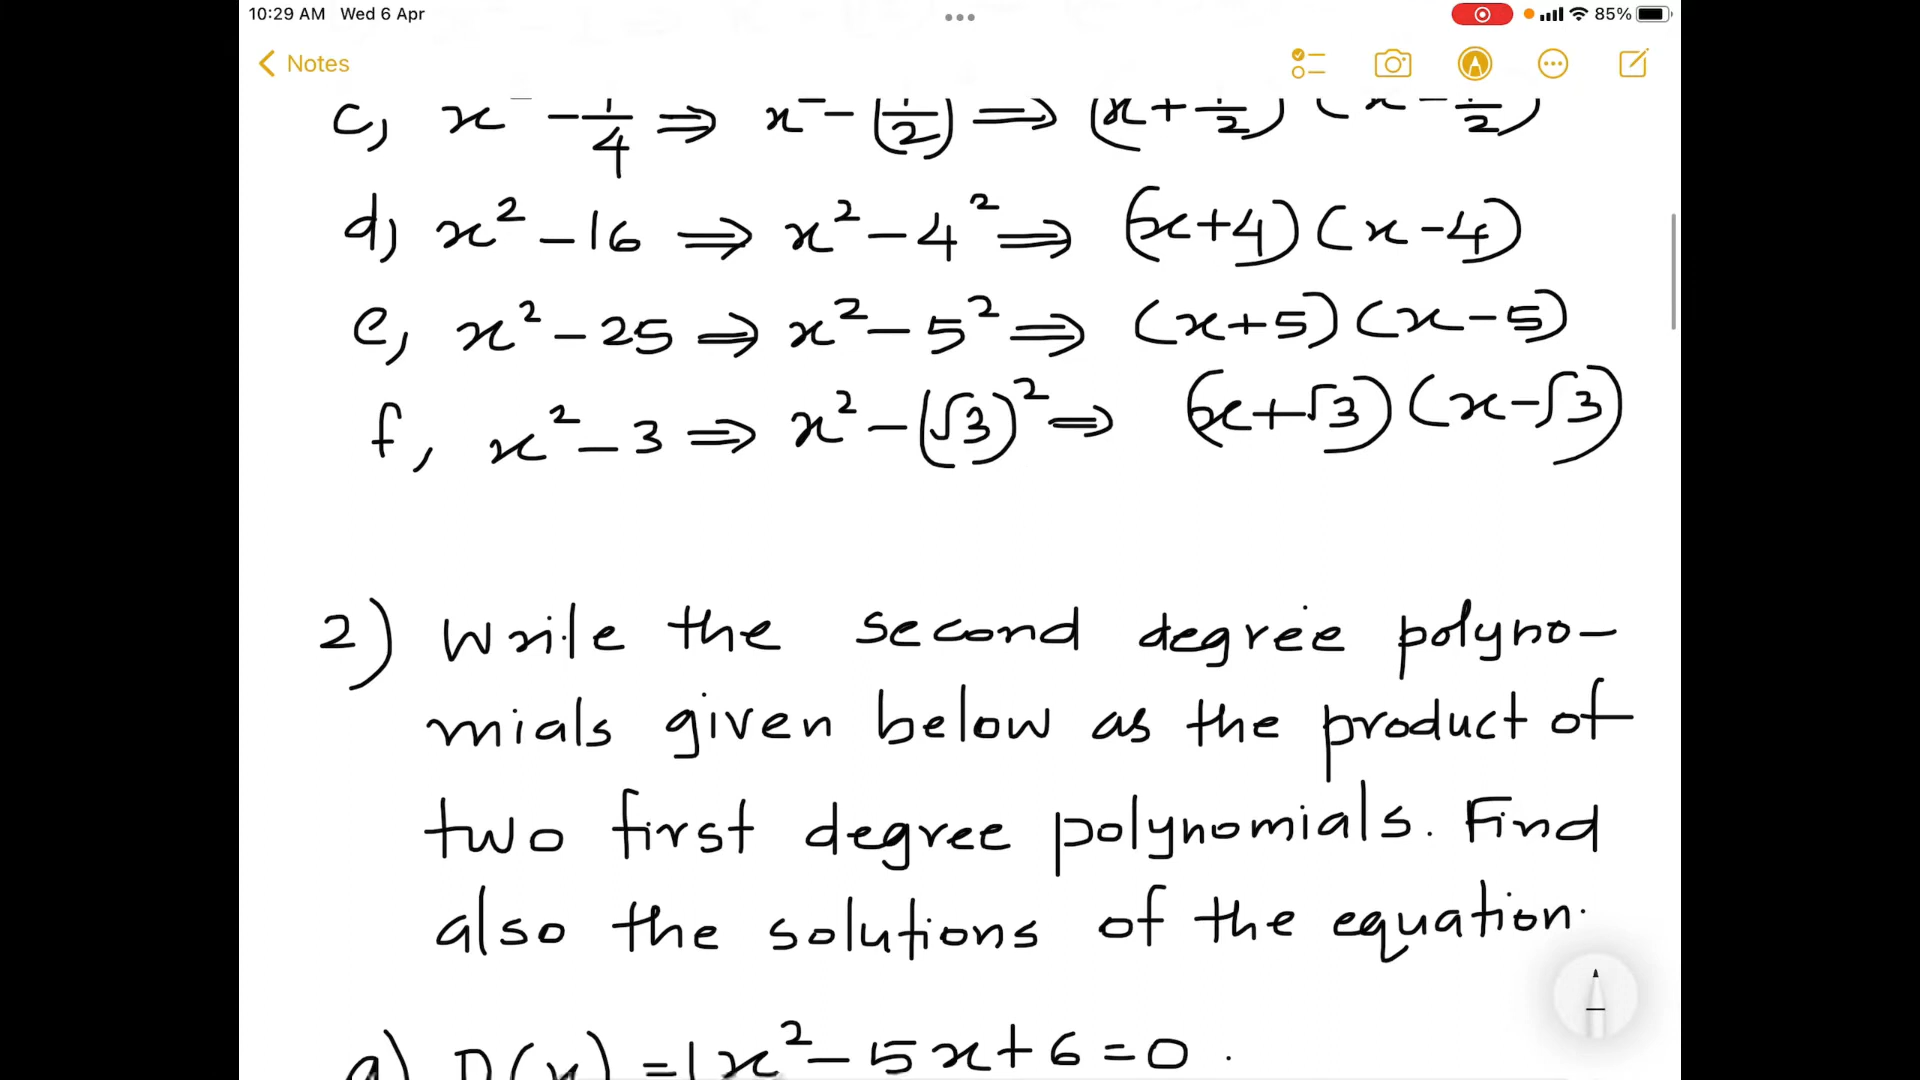 10:29 AM Wed 6 Apr
85%
Notes
c, x² - 1/4 ⇒ x² - (1/2)² ⇒ (x+1/2) (x-1/2)
d, x² - 16 ⇒ x² - 4² ⇒ (x+4) (x-4)
e, x² - 25 ⇒ x² - 5² ⇒ (x+5) (x-5)
f, x² - 3 ⇒ x² - (√3)² ⇒ (x+√3) (x-√3)
2) Write the second degree polyno-
mials given below as the product of
two first degree polynomials. Find
also the solutions of the equation.
a) P(x) = 1x² - 5x + 6 = 0.